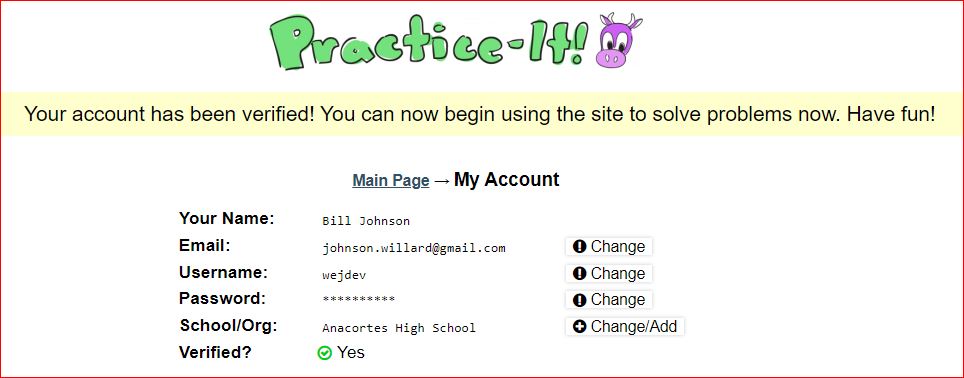 Practice-It!
Your account has been verified! You can now begin using the site to solve problems now. Have fun!
Main Page → My Account
Your Name: Bill Johnson
Email: johnson.willard@gmail.com Change
Username: wejdev Change
Password: ********** Change
School/Org: Anacortes High School Change/Add
Verified? Yes